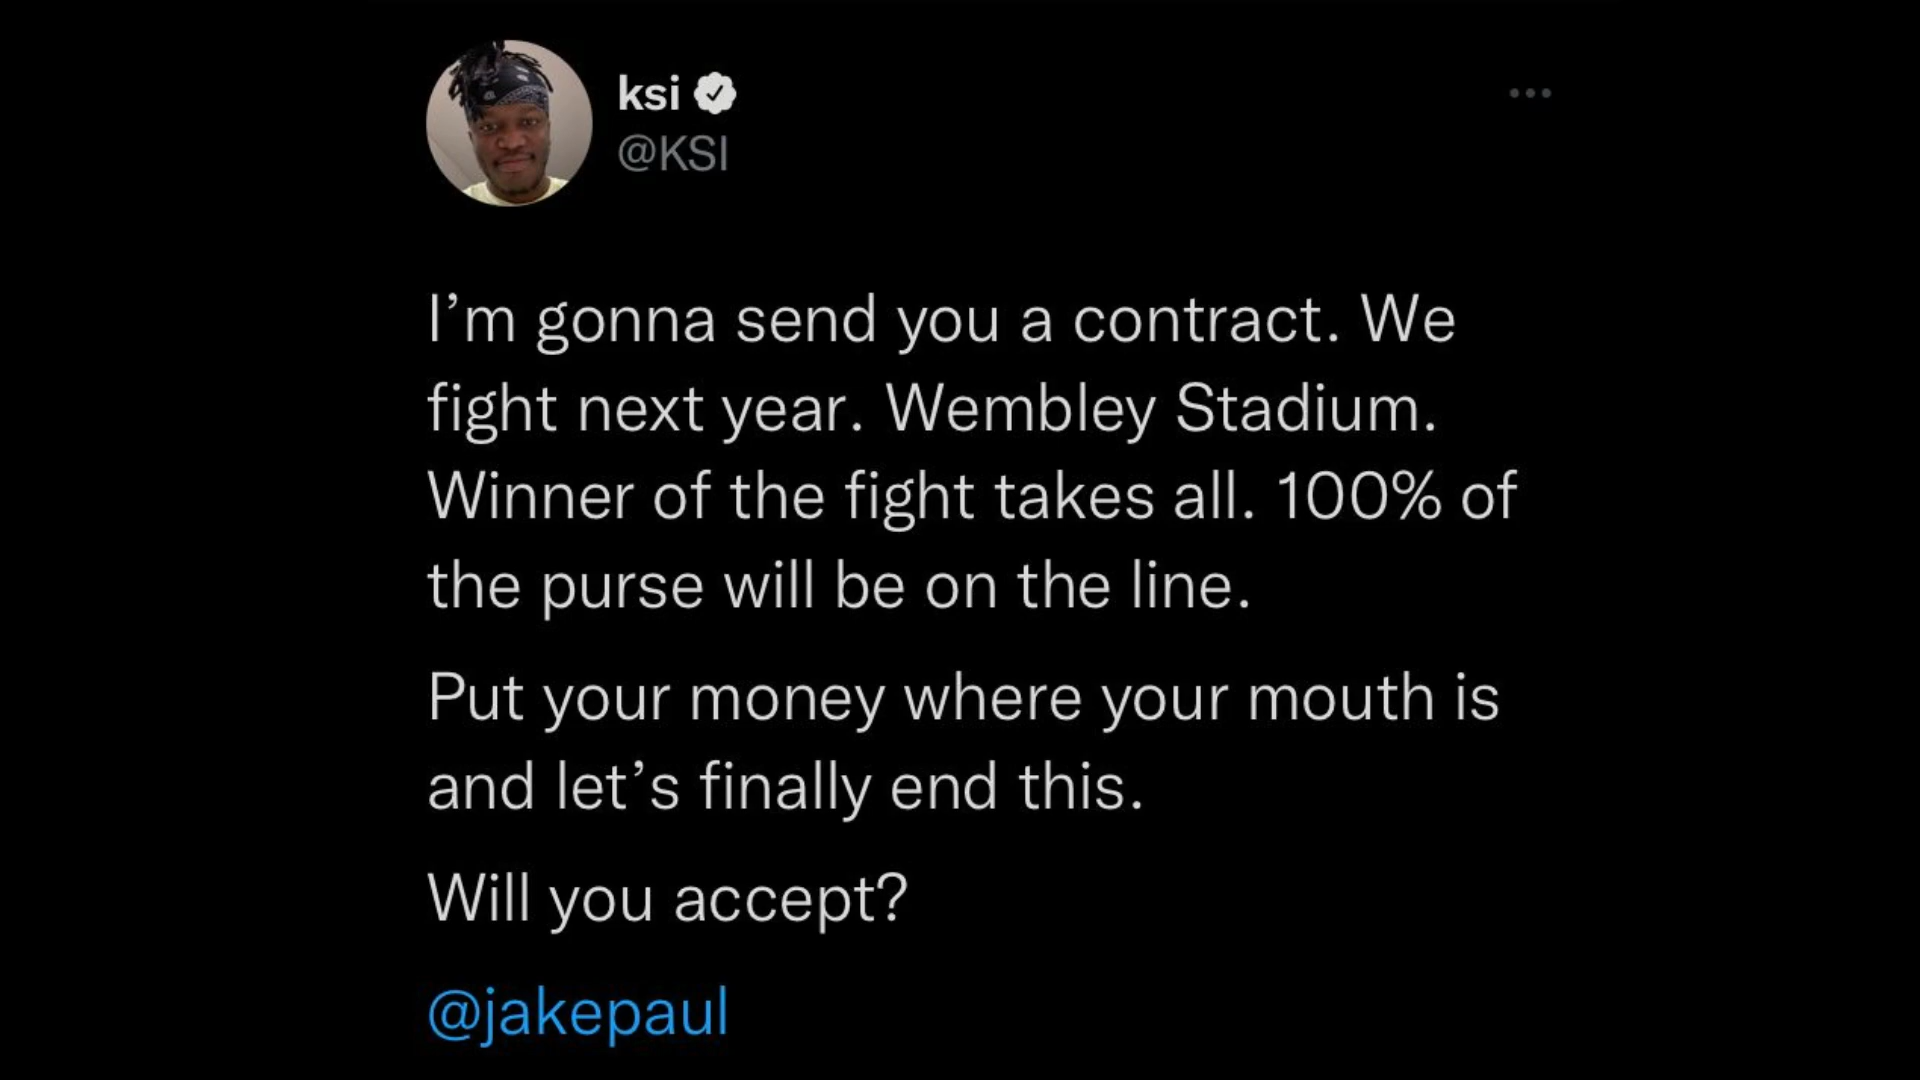 ksi
@KSI
I’m gonna send you a contract. We
fight next year. Wembley Stadium.
Winner of the fight takes all. 100% of
the purse will be on the line.
Put your money where your mouth is
and let’s finally end this.
Will you accept?
@jakepaul